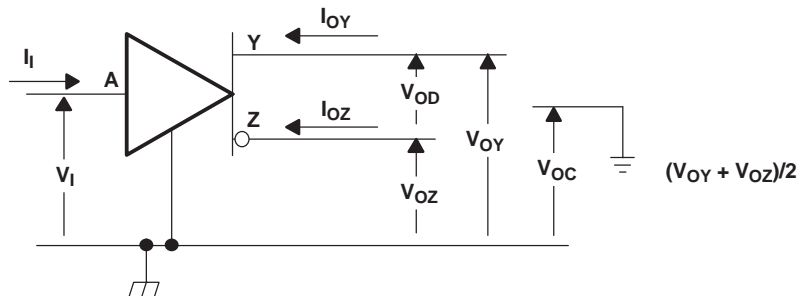 I_OY
Y
I_I
A
V_OD
I_OZ
Z
V_OY
V_I
V_OZ
V_OC
(V_OY + V_OZ)/2